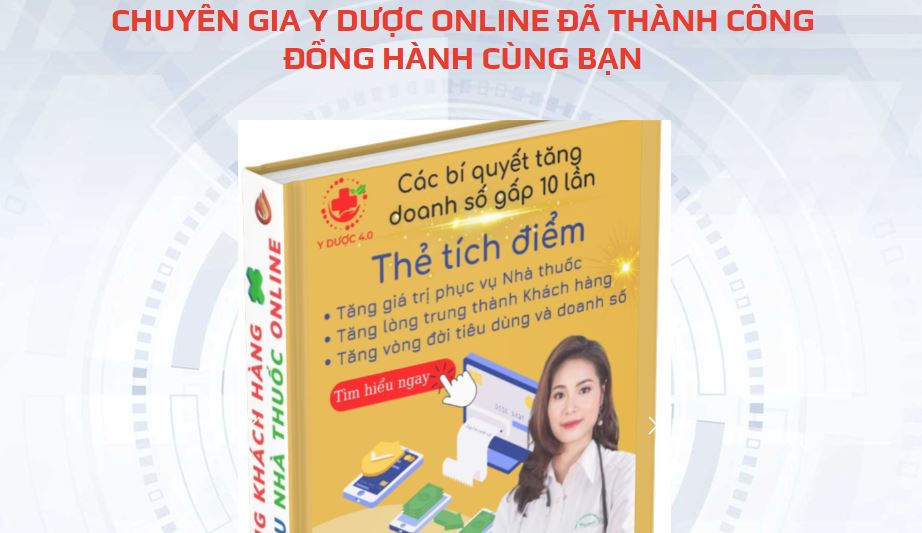 CHUYÊN GIA Y DƯỢC ONLINE ĐÃ THÀNH CÔNG
ĐỒNG HÀNH CÙNG BẠN
Các bí quyết tăng
doanh số gấp 10 lần
Y DƯỢC 4.0
Thẻ tích điểm
• Tăng giá trị phục vụ Nhà thuốc
• Tăng lòng trung thành Khách hàng
• Tăng vòng đời tiêu dùng và doanh số
Tìm hiểu ngay
KHÁCH HÀNG
NHÀ THUỐC ONLINE